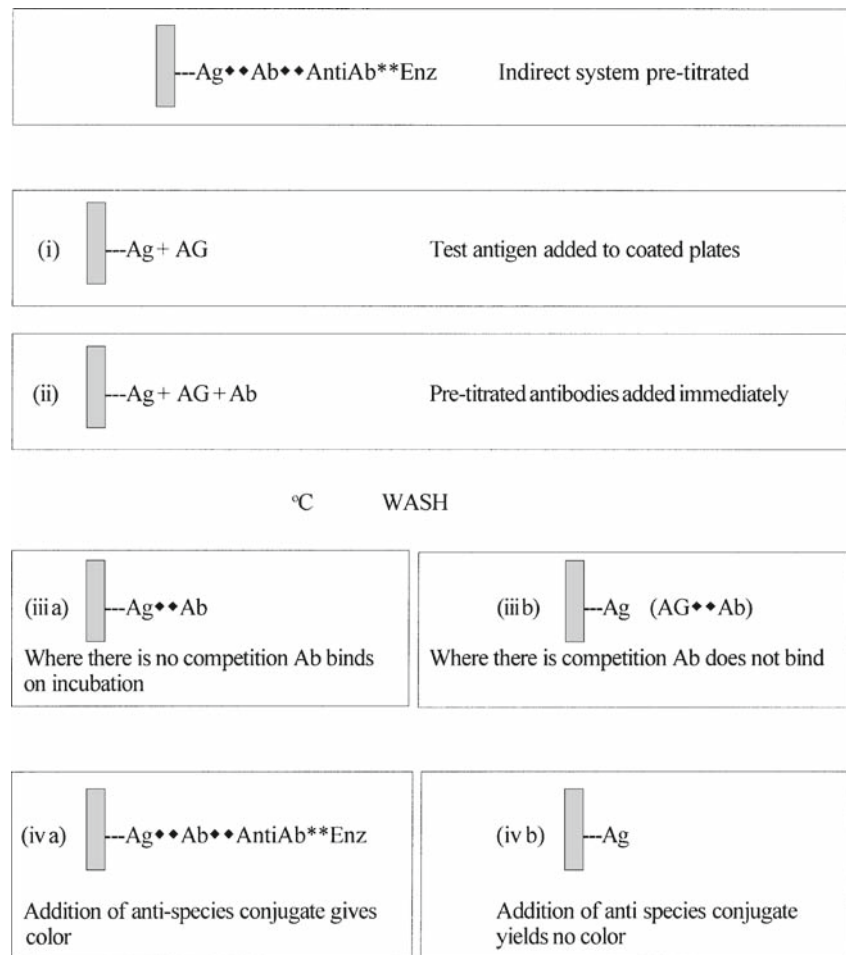 ---Ag◆◆Ab◆◆AntiAb**Enz Indirect system pre-titrated
(i) ---Ag + AG Test antigen added to coated plates
(ii) ---Ag + AG + Ab Pre-titrated antibodies added immediately
°C WASH
(iii a) ---Ag◆◆Ab
Where there is no competition Ab binds
on incubation
(iii b) ---Ag (AG◆◆Ab)
Where there is competition Ab does not bind
(iv a) ---Ag◆◆Ab◆◆AntiAb**Enz
Addition of anti-species conjugate gives
color
(iv b) ---Ag
Addition of anti species conjugate
yields no color